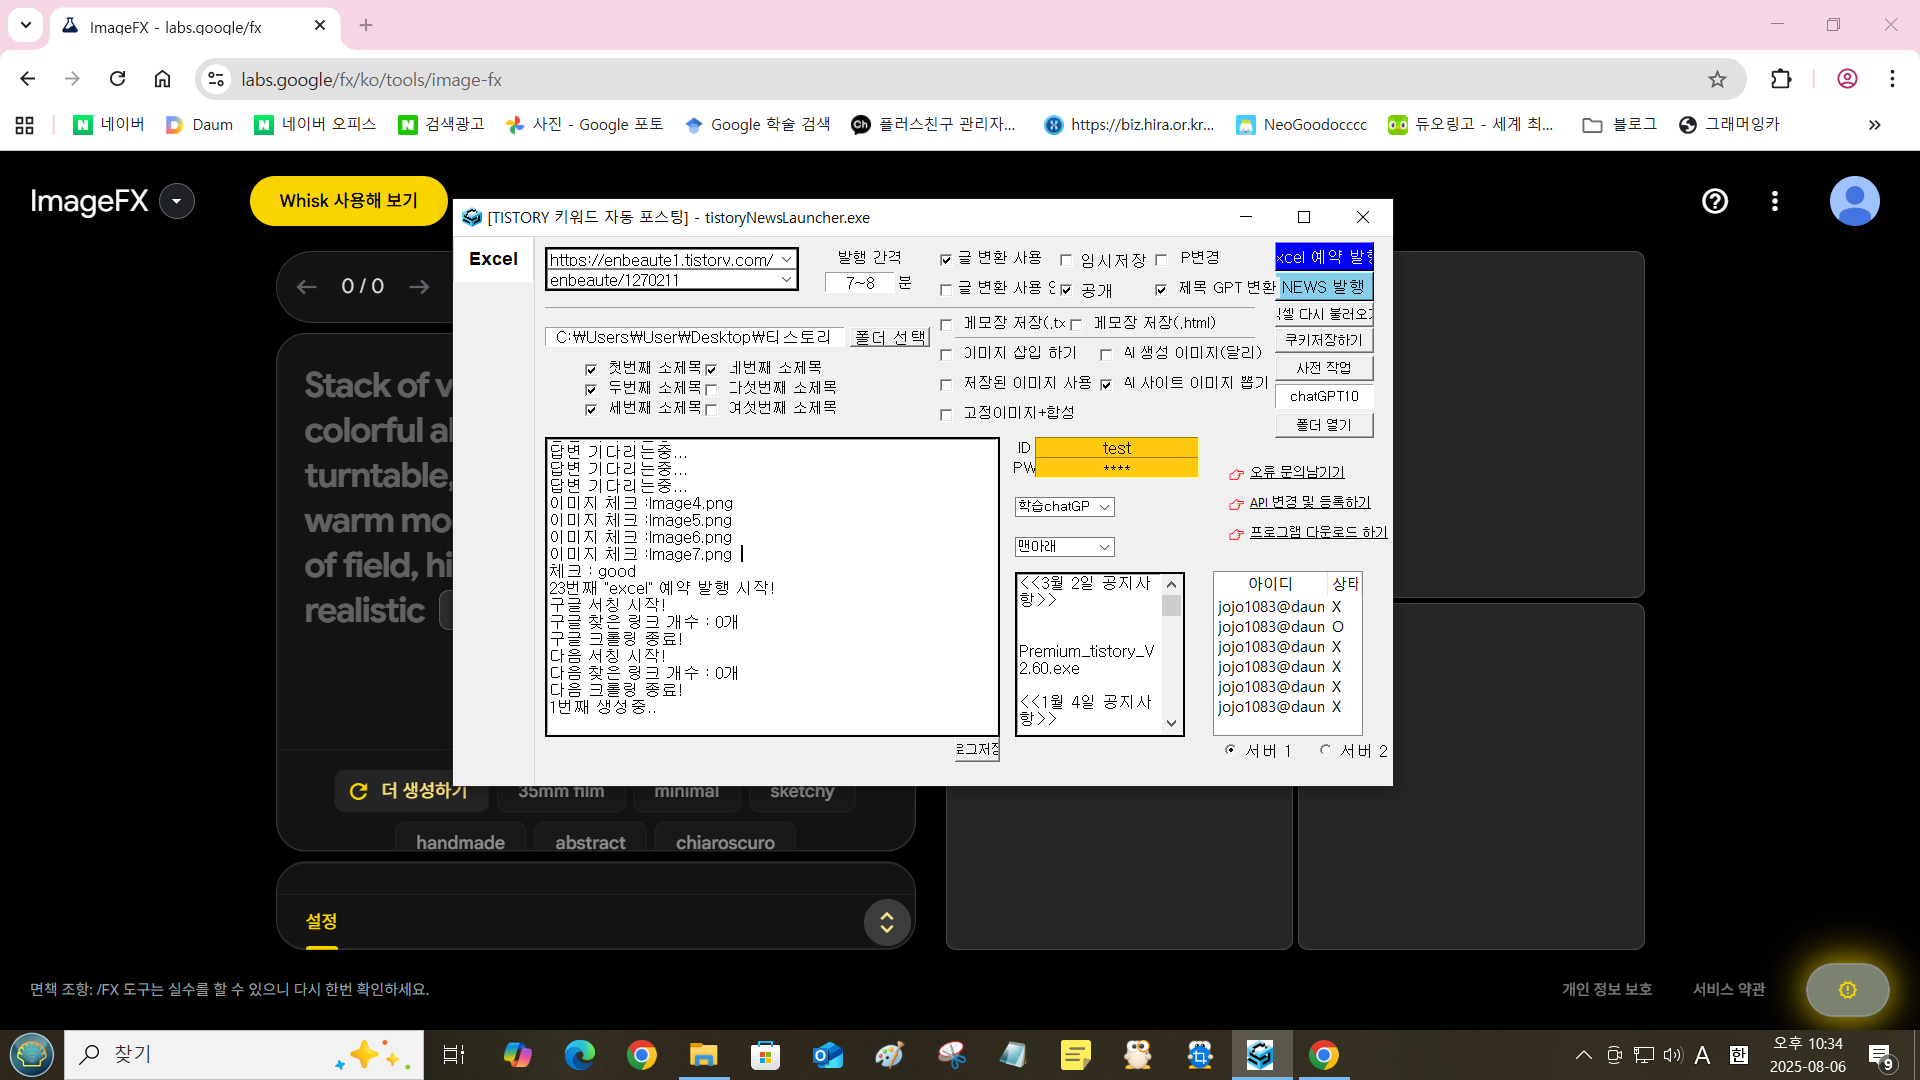 ImageFX - labs.google/fx
labs.google/fx/ko/tools/image-fx
네이버
Daum
네이버 오피스
검색광고
사진 - Google 포토
Google 학술 검색
플러스친구 관리자...
https://biz.hira.or.kr...
NeoGoodocccc
듀오링고 - 세계 최...
블로그
그래머잉카
ImageFX
Whisk 사용해 보기
0 / 0
Stack of v
colorful al
turntable,
warm mo
of field, hi
realistic
더 생성하기
35mm film
minimal
sketchy
handmade
abstract
chiaroscuro
설정
면책 조항: /FX 도구는 실수를 할 수 있으니 다시 한번 확인하세요.
개인 정보 보호
서비스 약관
[TISTORY 키워드 자동 포스팅] - tistoryNewsLauncher.exe
Excel
https://enbeaute1.tistory.com/
enbeaute/1270211
발행 간격
7~8 분
글 변환 사용
임시저장
P변경
글 변환 사용
공개
제목 GPT 변환
xcel 예약 발행
NEWS 발행
셀 다시 불러오기
쿠키저장하기
사전 작업
chatGPT10
폴더 열기
C:₩Users₩User₩Desktop₩티스토리
폴더 선택
메모장 저장(.tx
메모장 저장(.html)
이미지 삽입 하기
AI 생성 이미지(달리)
저장된 이미지 사용
AI 사이트 이미지 뽑기
고정이미지+합성
첫번째 소제목
네번째 소제목
두번째 소제목
다섯번째 소제목
세번째 소제목
여섯번째 소제목
답변 기다리는중...
답변 기다리는중...
답변 기다리는중...
이미지 체크 :Image4.png
이미지 체크 :Image5.png
이미지 체크 :Image6.png
이미지 체크 :Image7.png
체크 : good
23번째 "excel" 예약 발행 시작!
구글 서칭 시작!
구글 찾은 링크 개수 : 0개
구글 크롤링 종료!
다음 서칭 시작!
다음 찾은 링크 개수 : 0개
다음 크롤링 종료!
1번째 생성중..
로그저장
ID test
PW ****
학습chatGP
맨아래
오류 문의남기기
API 변경 및 등록하기
프로그램 다운로드 하기
<<3월 2일 공지사
항>>
Premium_tistory_V
2.60.exe
<<1월 4일 공지사
항>>
아이디 상태
jojo1083@daun X
jojo1083@daun O
jojo1083@daun X
jojo1083@daun X
jojo1083@daun X
jojo1083@daun X
서버 1
서버 2
찾기
A
한
오후 10:34
2025-08-06
9